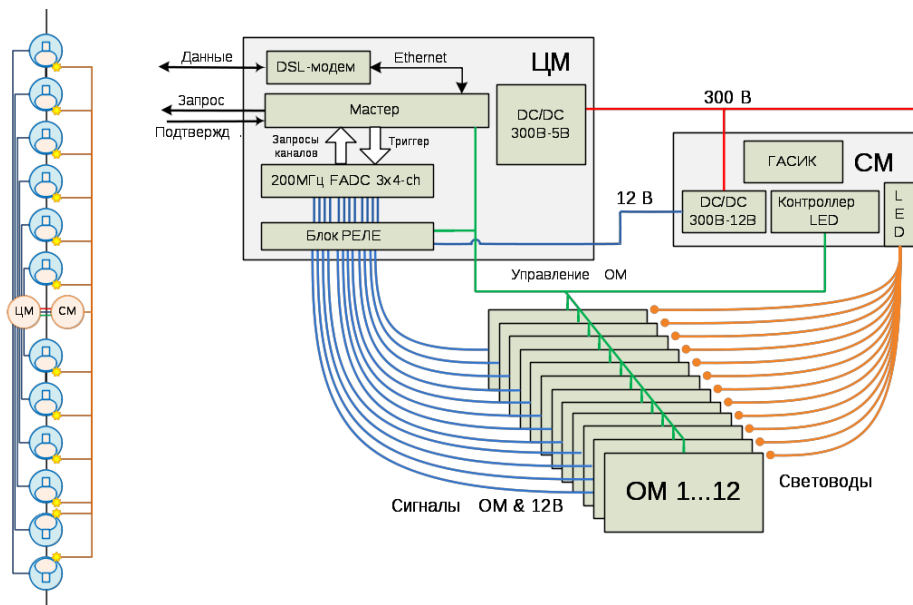 ЦМ
СМ
Данные
Запрос
Подтвержд .
DSL-модем
Ethernet
ЦМ
Мастер
DC/DC
300В-5В
Запросы
каналов
Триггер
200МГц FADC 3x4-ch
Блок РЕЛЕ
300 В
12 В
ГАСИК
СМ
DC/DC
300В-12В
Контроллер
LED
L
E
D
Управление ОМ
ОМ 1...12
Сигналы ОМ & 12В
Световоды